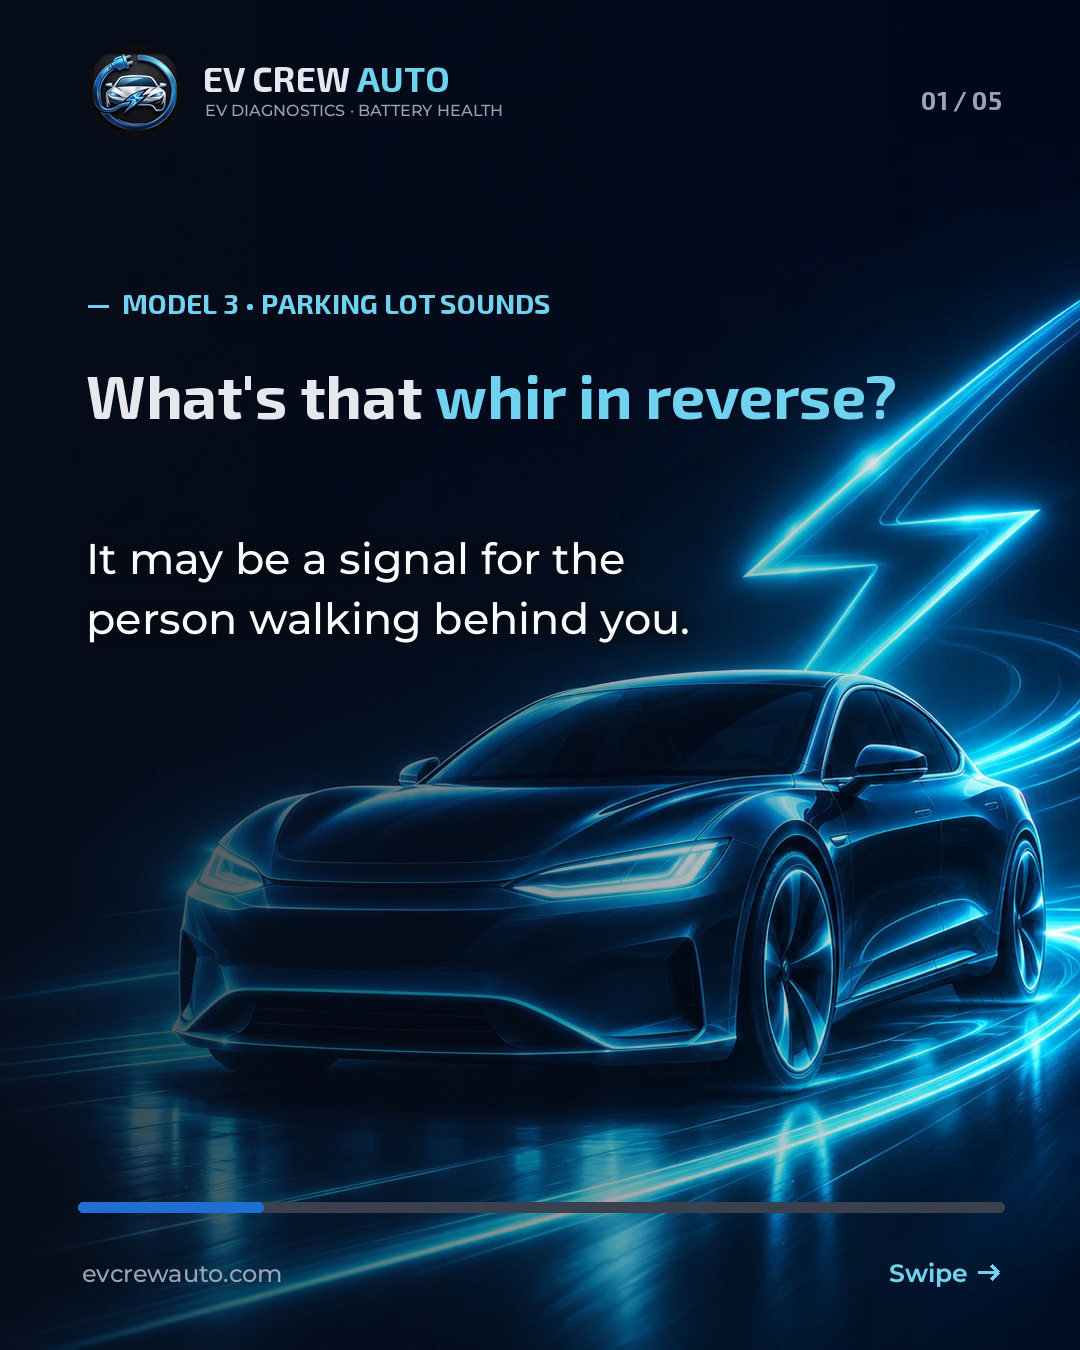 EV CREW AUTO
EV DIAGNOSTICS · BATTERY HEALTH
01 / 05
— MODEL 3 • PARKING LOT SOUNDS
What's that whir in reverse?
It may be a signal for the
person walking behind you.
evcrewauto.com
Swipe →